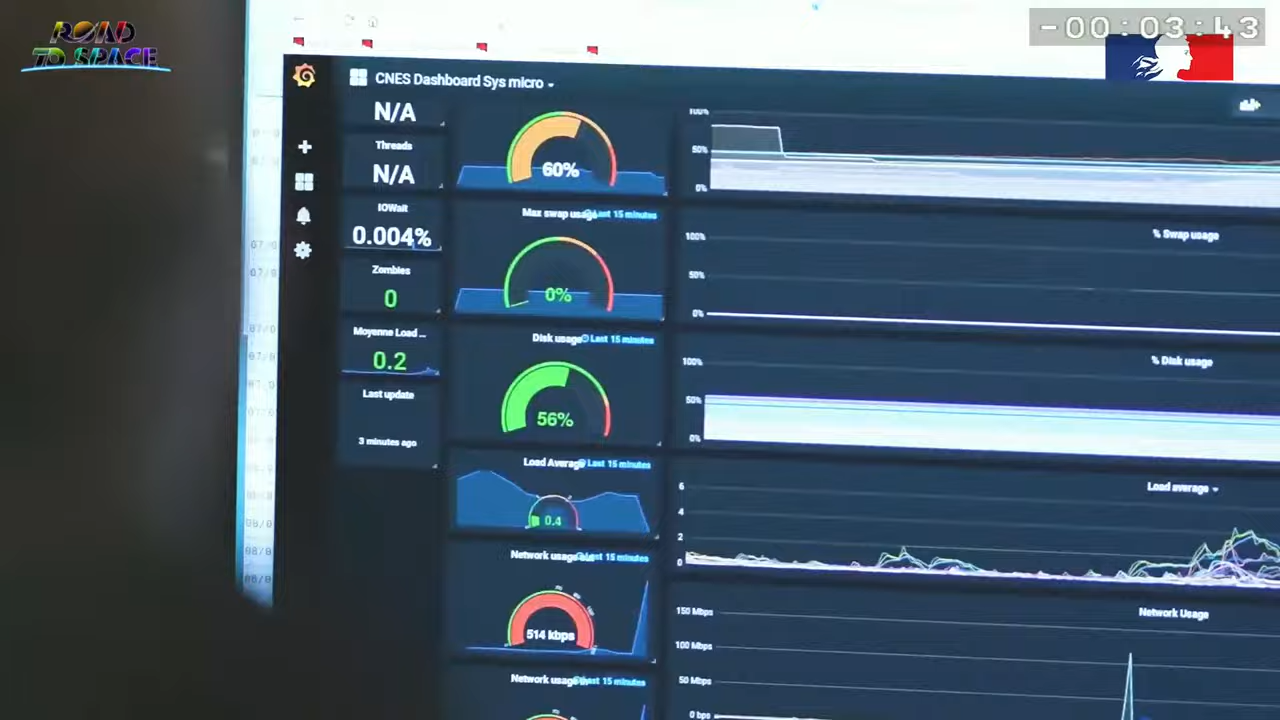 ROAD
TO SPACE
-00:03:43
CNES Dashboard Sys micro
N/A
Threads
N/A
IOWait
0.004%
Zombies
0
Moyenne Load ...
0.2
Last update
3 minutes ago
60%
Max swap usage Last 15 minutes
0%
Disk usage Last 15 minutes
56%
Load Average Last 15 minutes
0.4
Network usage Last 15 minutes
514 kbps
Network usage Last 15 minutes
100%
50%
0%
% Swap usage
100%
50%
0%
% Disk usage
100%
50%
0%
Load average
6
4
2
0
Network Usage
150 Mbps
100 Mbps
50 Mbps
0 bps